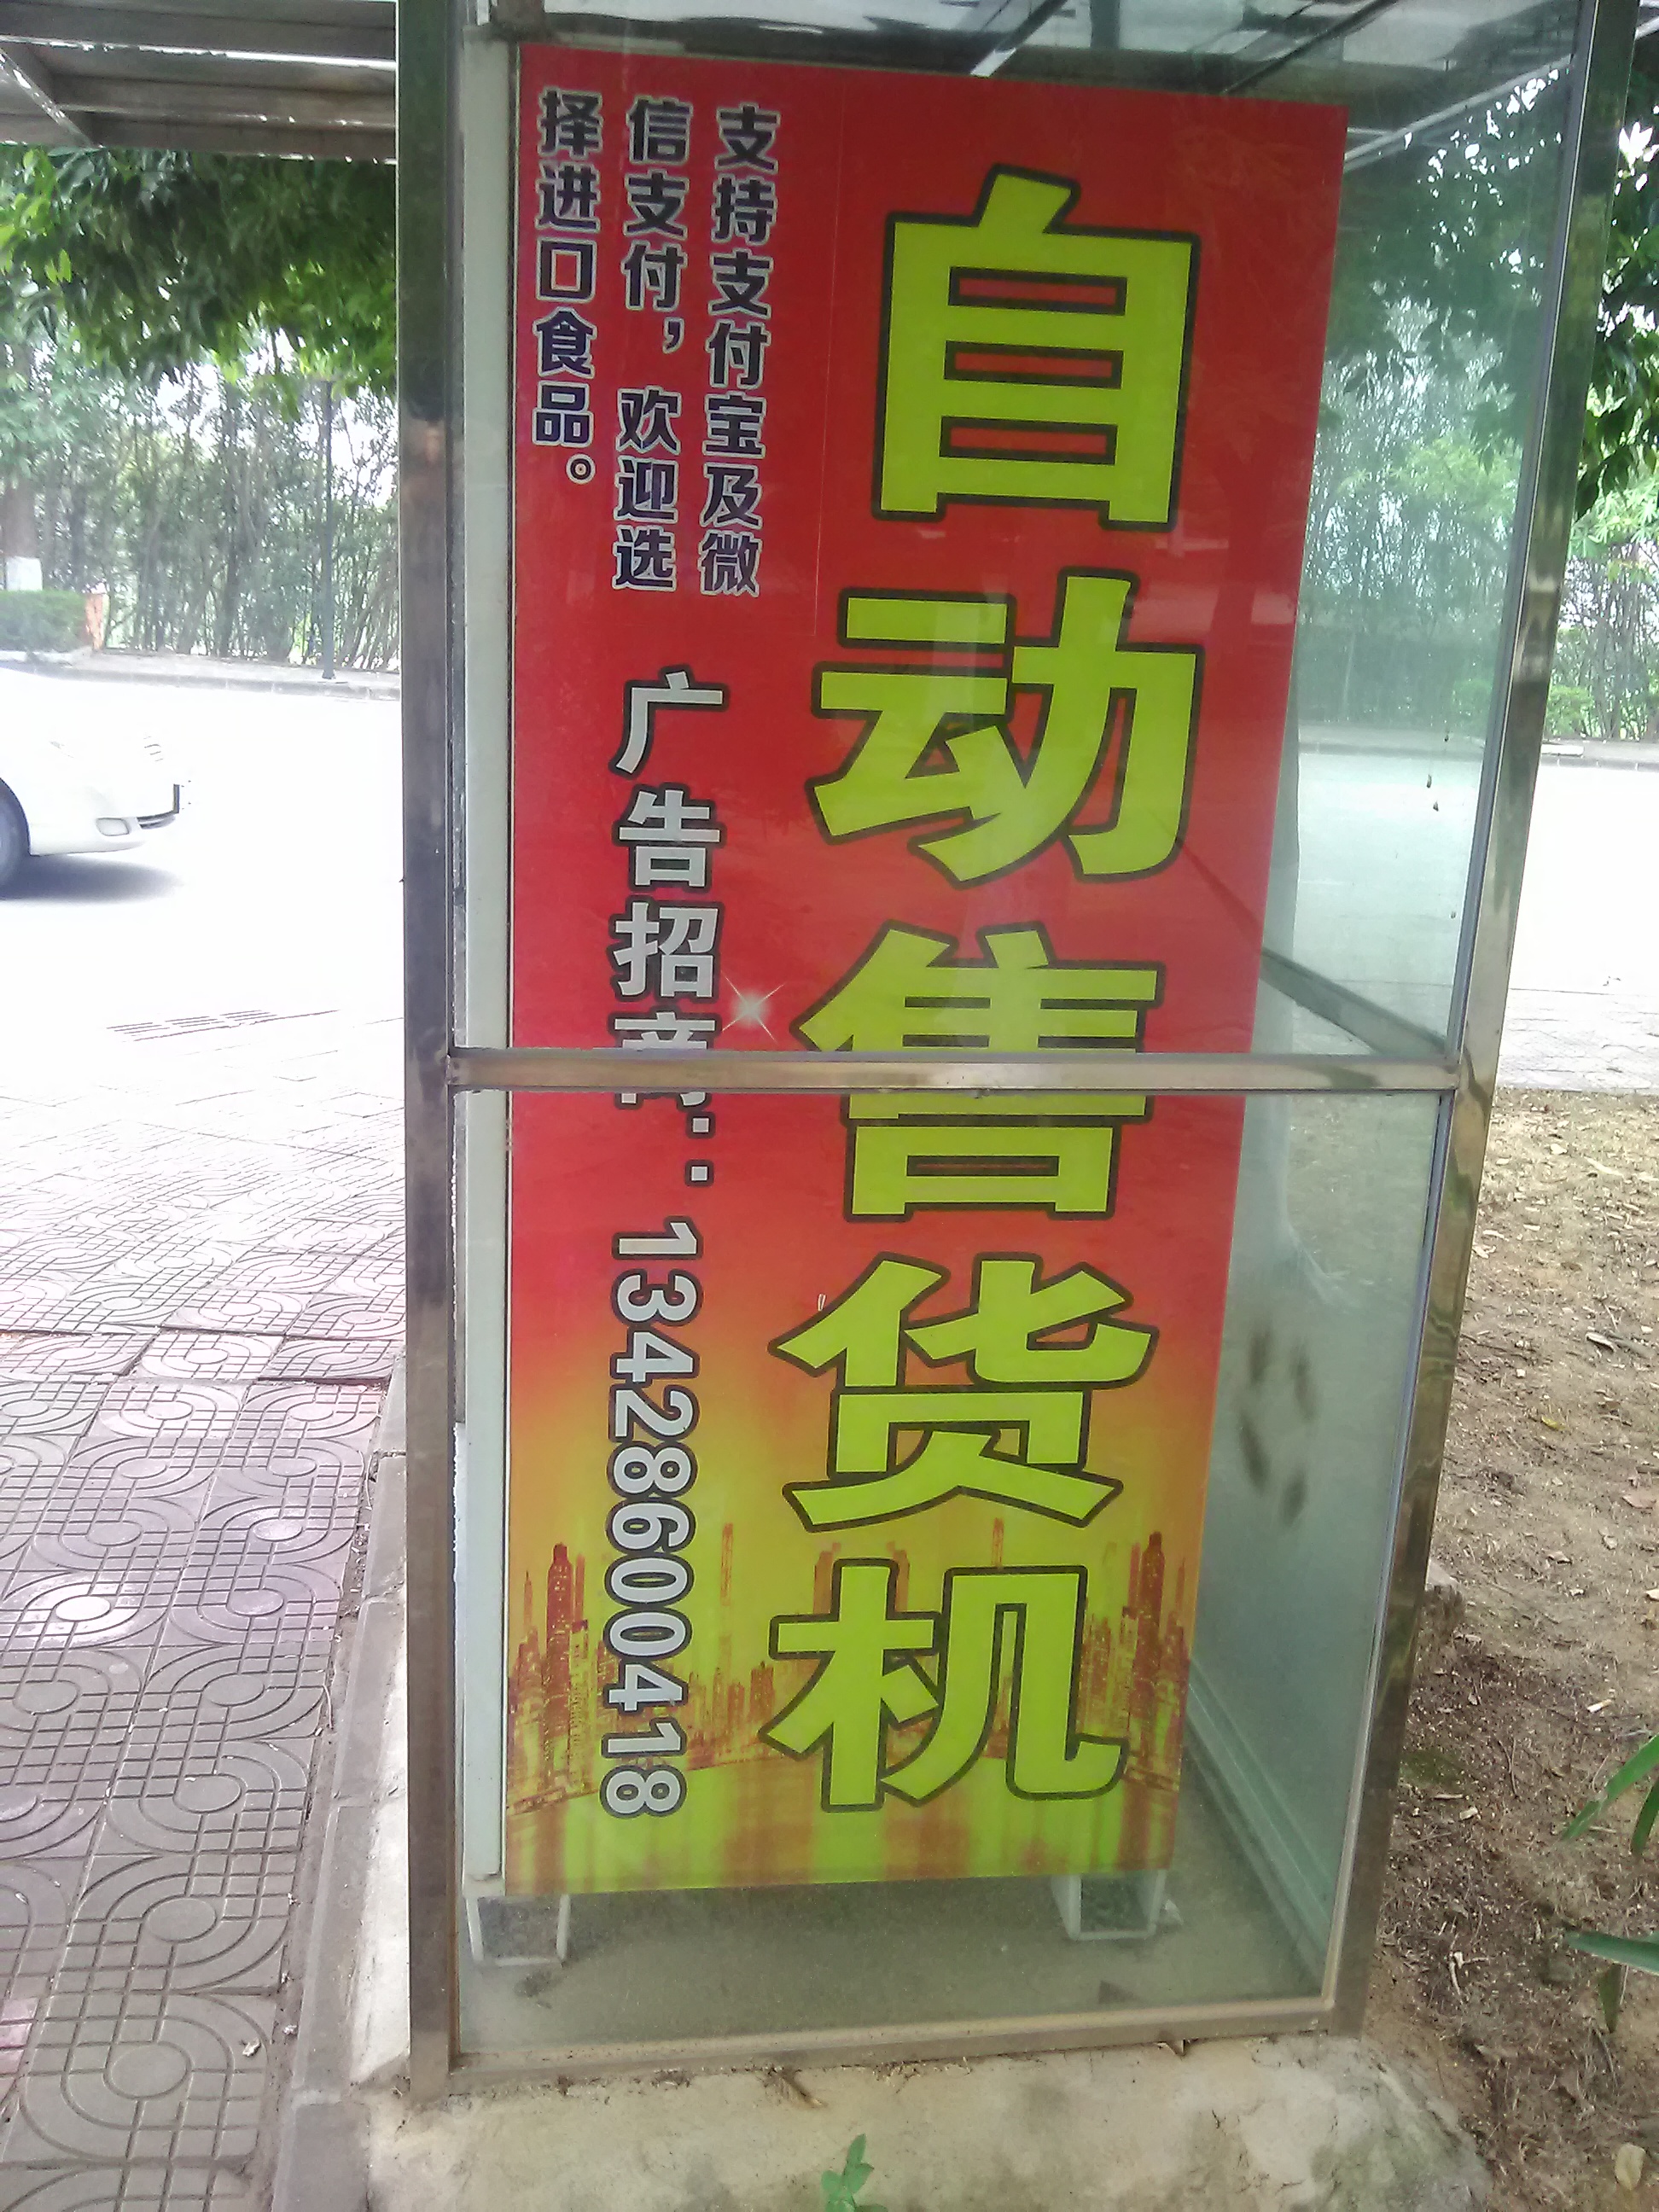 自动售货机
支持支付宝及微
信支付，欢迎选
择进口食品。
广告招商：13428600418